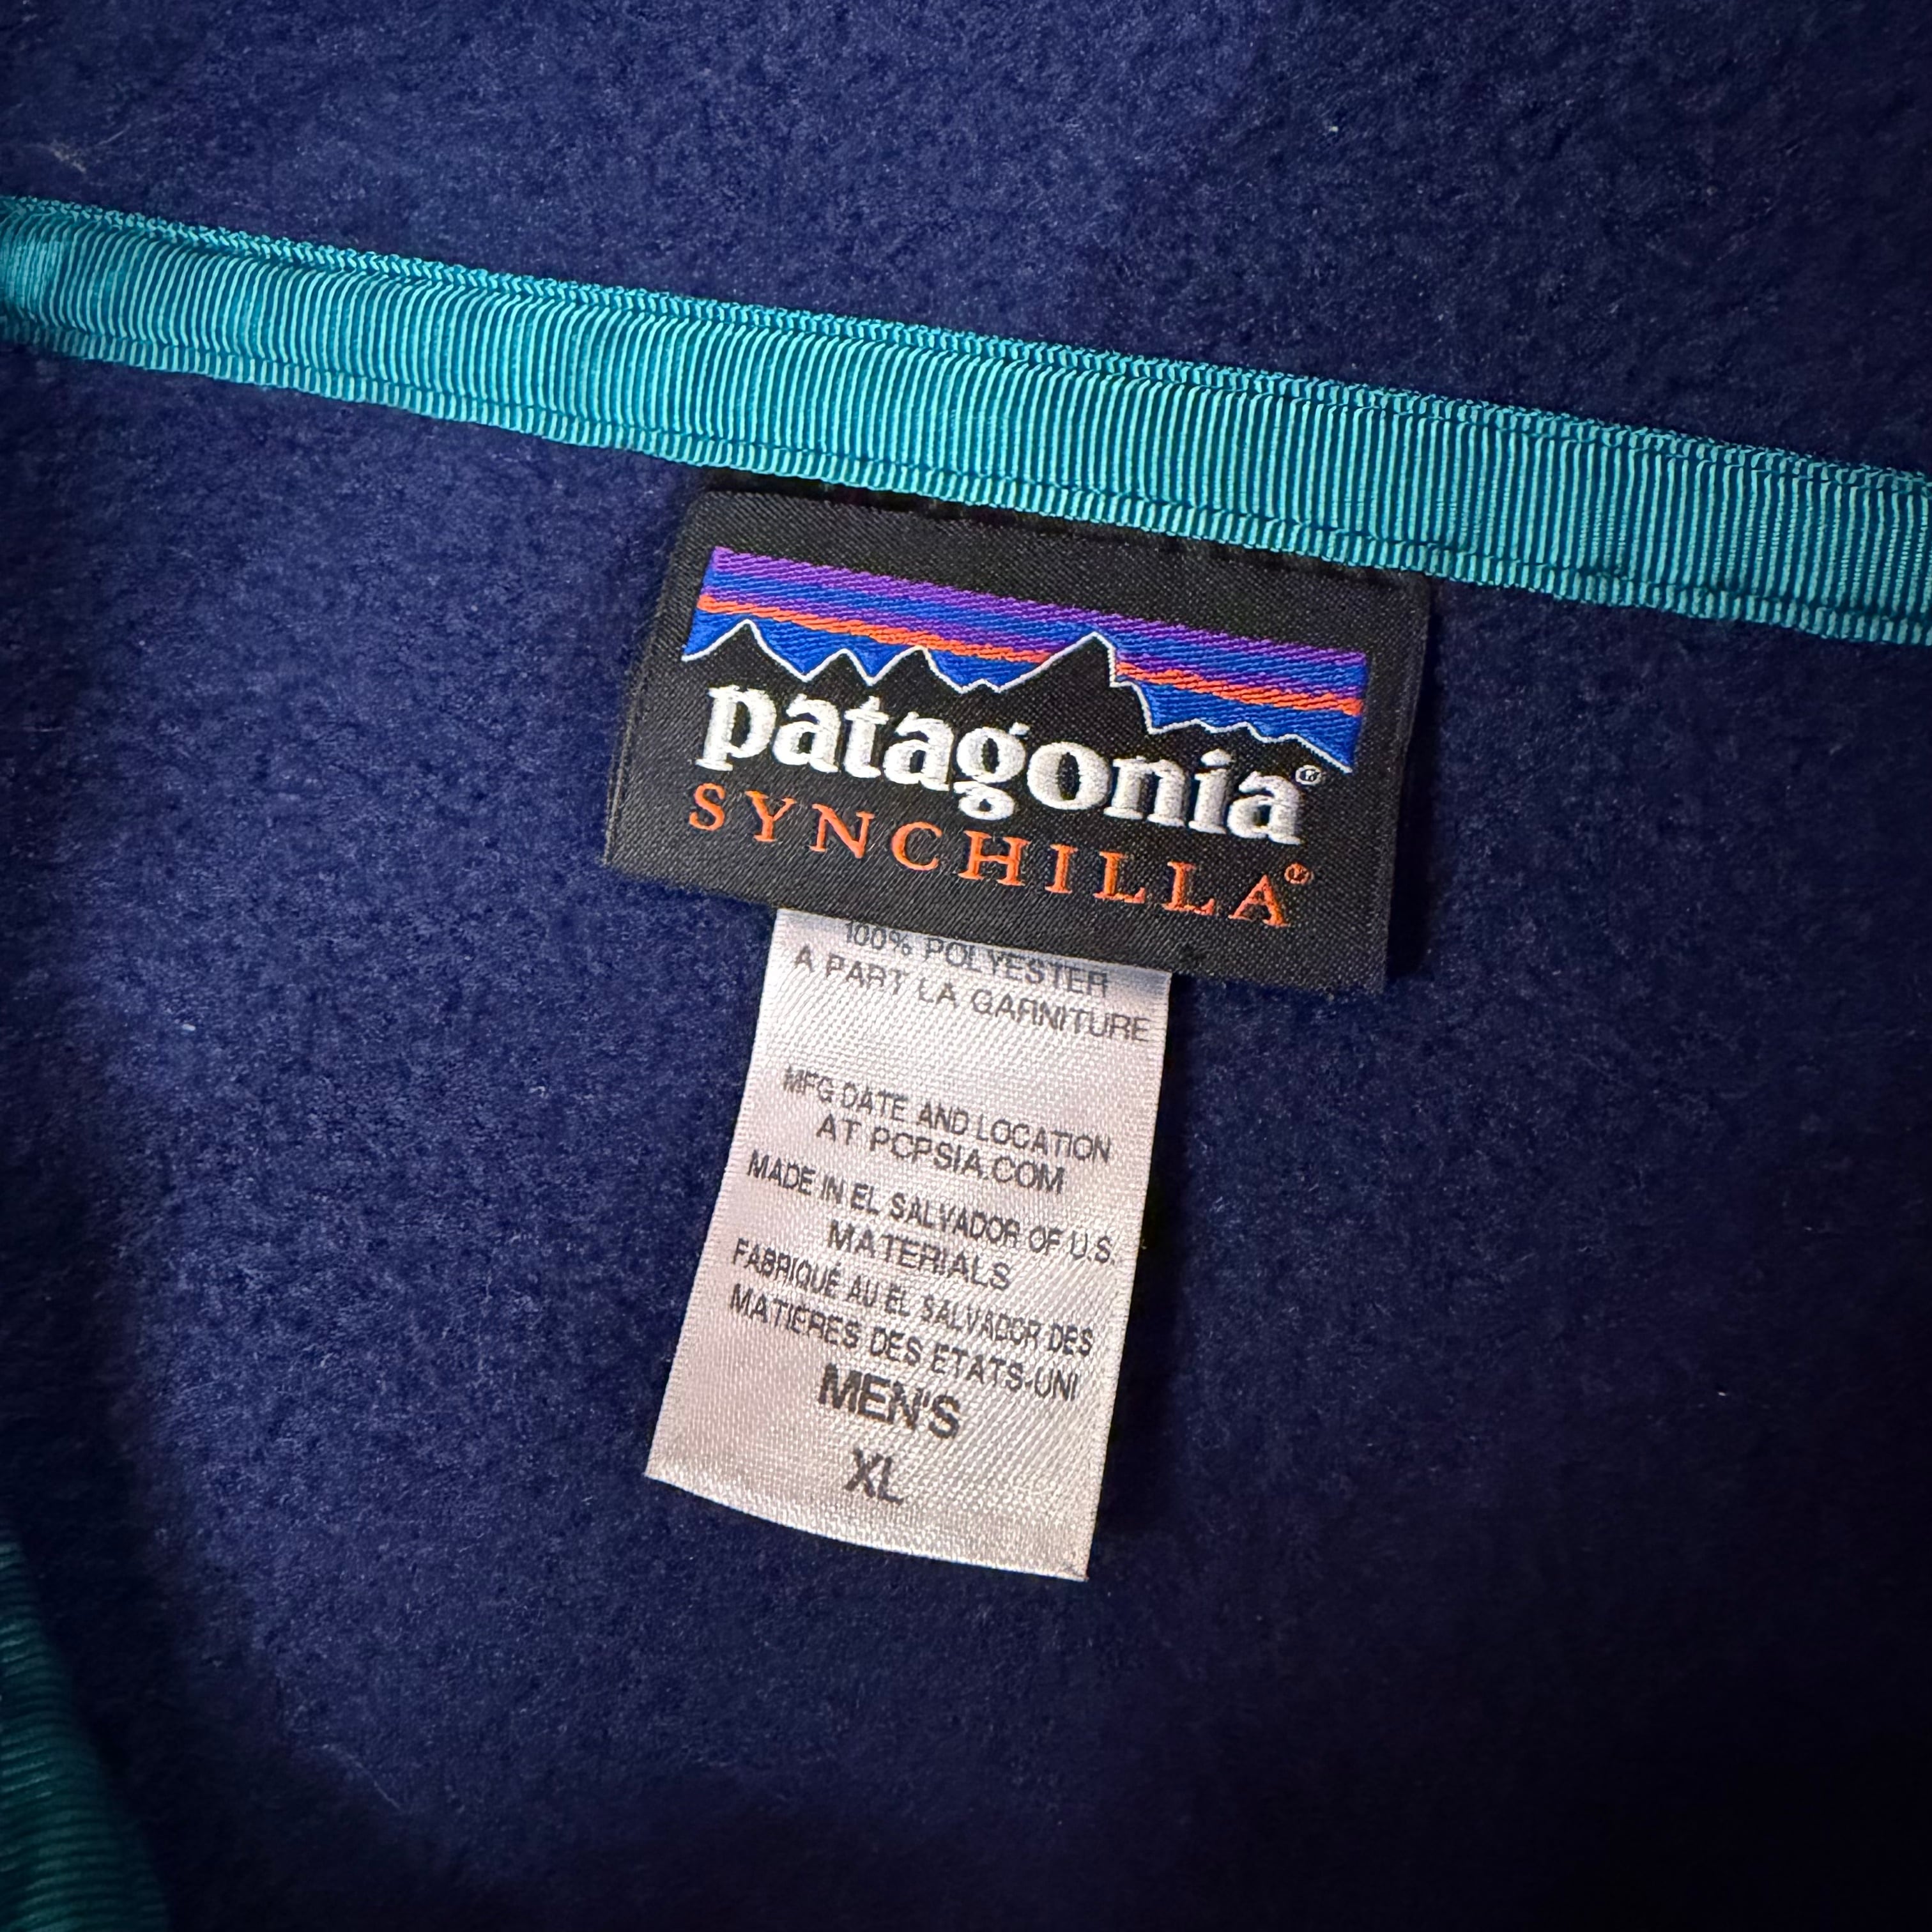 patagonia®
SYNCHILLA®
100% POLYESTER
A PART LA GARNITURE
MFG DATE AND LOCATION
AT PCPSIA.COM
MADE IN EL SALVADOR OF U.S.
MATERIALS
FABRIQUÉ AU EL SALVADOR DES
MATIERES DES ETATS-UNI
MEN'S
XL